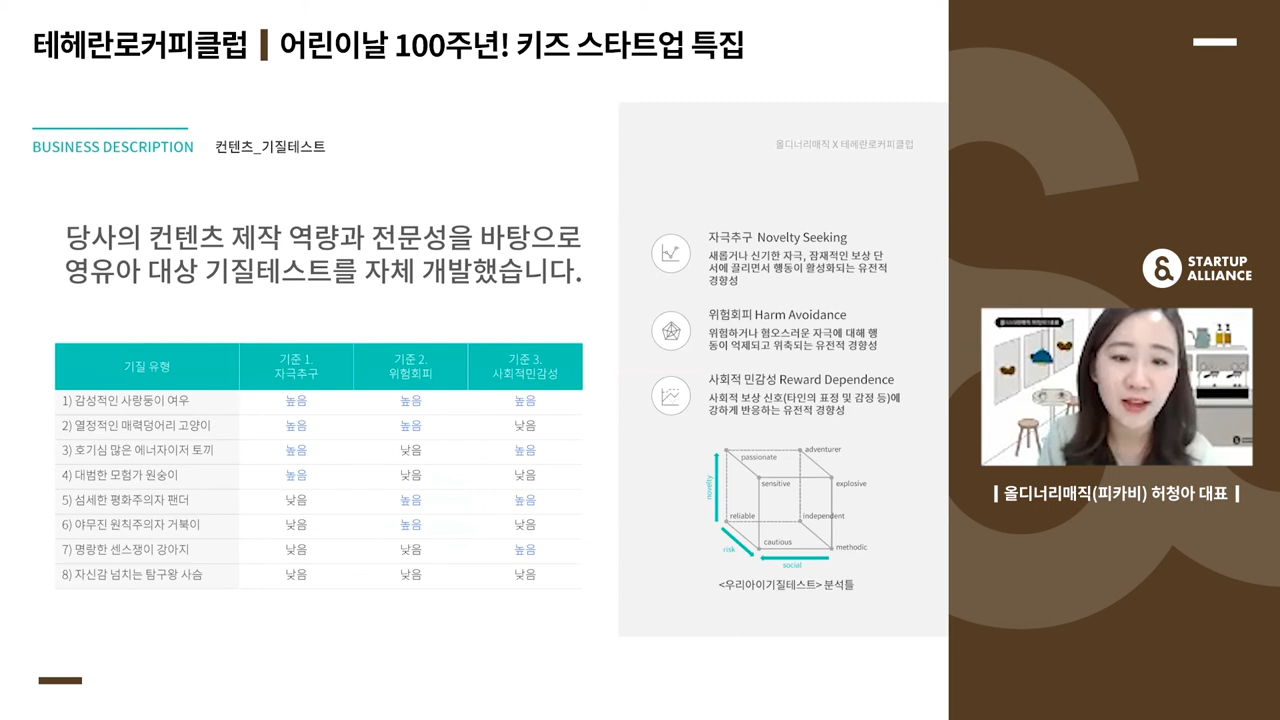 테헤란로커피클럽 | 어린이날 100주년! 키즈 스타트업 특집
BUSINESS DESCRIPTION 컨텐츠_기질테스트
올디너리매직 X 테헤란로커피클럽
당사의 컨텐츠 제작 역량과 전문성을 바탕으로
영유아 대상 기질테스트를 자체 개발했습니다.
기질 유형 기준 1. 자극추구 기준 2. 위험회피 기준 3. 사회적민감성
1) 감성적인 사랑둥이 여우 높음 높음 높음
2) 열정적인 매력덩어리 고양이 높음 높음 낮음
3) 호기심 많은 에너자이저 토끼 높음 낮음 높음
4) 대범한 모험가 원숭이 높음 낮음 낮음
5) 섬세한 평화주의자 팬더 낮음 높음 높음
6) 야무진 원칙주의자 거북이 낮음 높음 낮음
7) 명랑한 센스쟁이 강아지 낮음 낮음 높음
8) 자신감 넘치는 탐구왕 사슴 낮음 낮음 낮음
자극추구 Novelty Seeking
새롭거나 신기한 자극, 잠재적인 보상 단
서에 끌리면서 행동이 활성화되는 유전적
경향성
위험회피 Harm Avoidance
위험하거나 혐오스러운 자극에 대해 행
동이 억제되고 위축되는 유전적 경향성
사회적 민감성 Reward Dependence
사회적 보상 신호(타인의 표정 및 감정 등)에
강하게 반응하는 유전적 경향성
passionate
adventurer
sensitive
explosive
novelty
reliable
independent
cautious
methodic
risk
social
<우리아이기질테스트> 분석틀
STARTUP
ALLIANCE
| 올디너리매직(피카비) 허청아 대표 |